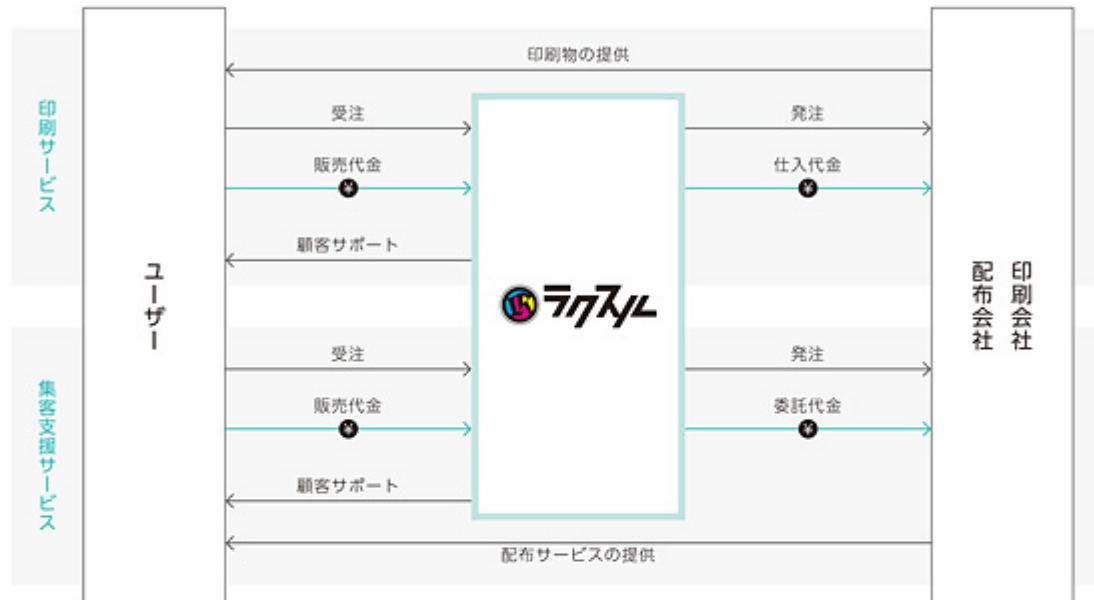 印刷サービス
ユーザー
印刷物の提供
受注
発注
販売代金
¥
仕入代金
¥
顧客サポート
ラクスル
印刷会社
配布会社
集客支援サービス
受注
発注
販売代金
¥
委託代金
¥
顧客サポート
配布サービスの提供